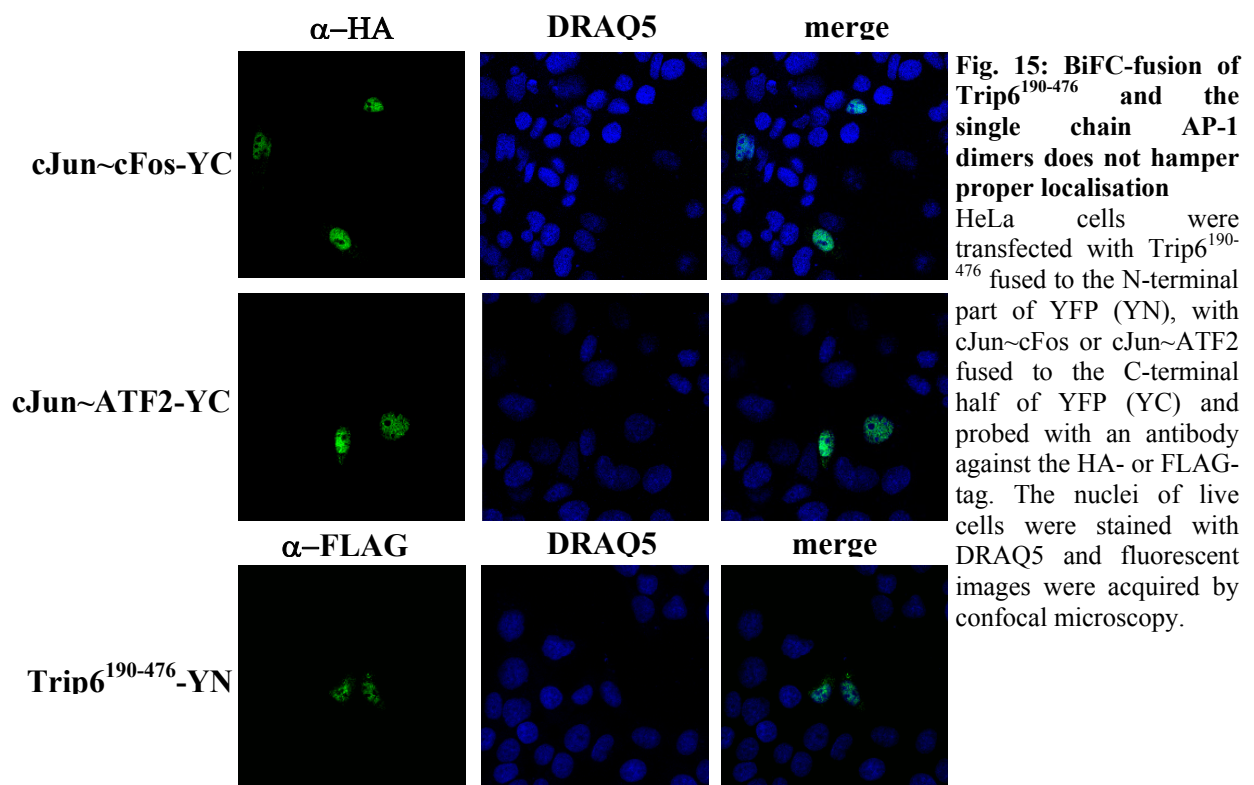 α–HA DRAQ5 merge
cJun~cFos-YC
cJun~ATF2-YC
α–FLAG DRAQ5 merge
Trip6190-476-YN
Fig. 15: BiFC-fusion of
Trip6190-476 and the
single chain AP-1
dimers does not hamper
proper localisation
HeLa cells were
transfected with Trip6190-
476 fused to the N-terminal
part of YFP (YN), with
cJun~cFos or cJun~ATF2
fused to the C-terminal
half of YFP (YC) and
probed with an antibody
against the HA- or FLAG-
tag. The nuclei of live
cells were stained with
DRAQ5 and fluorescent
images were acquired by
confocal microscopy.